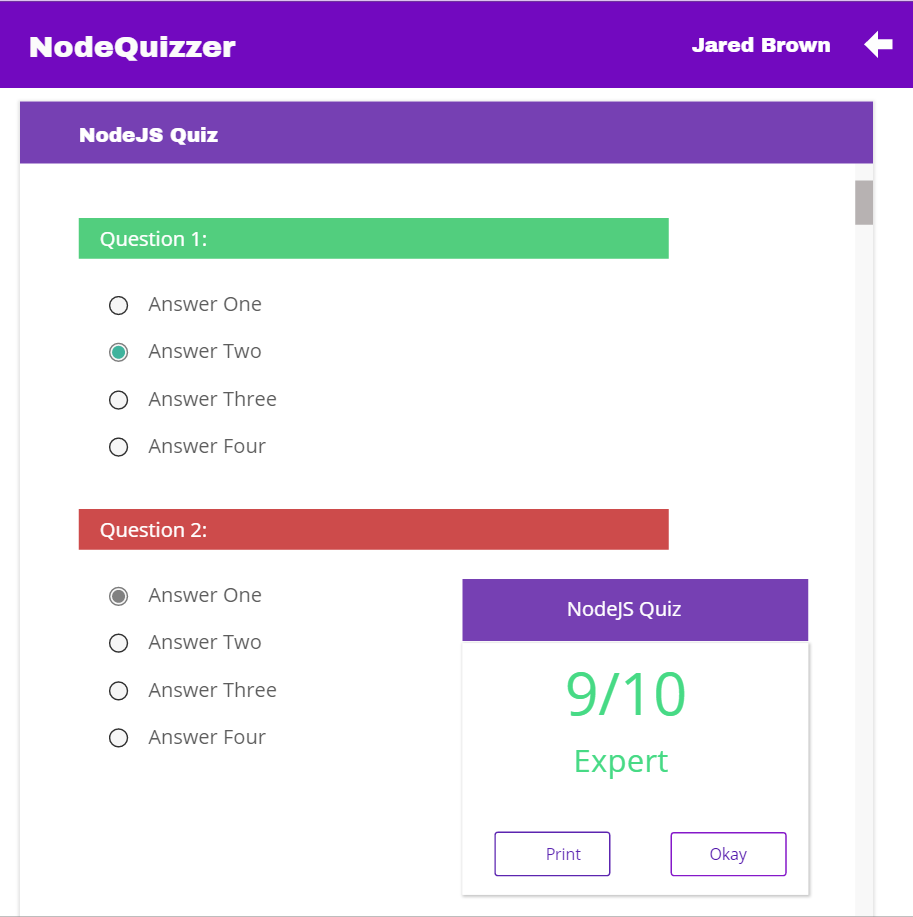 NodeQuizzer
Jared Brown
NodeJS Quiz
Question 1:
Answer One
Answer Two
Answer Three
Answer Four
Question 2:
Answer One
Answer Two
Answer Three
Answer Four
NodeJS Quiz
9/10
Expert
Print
Okay